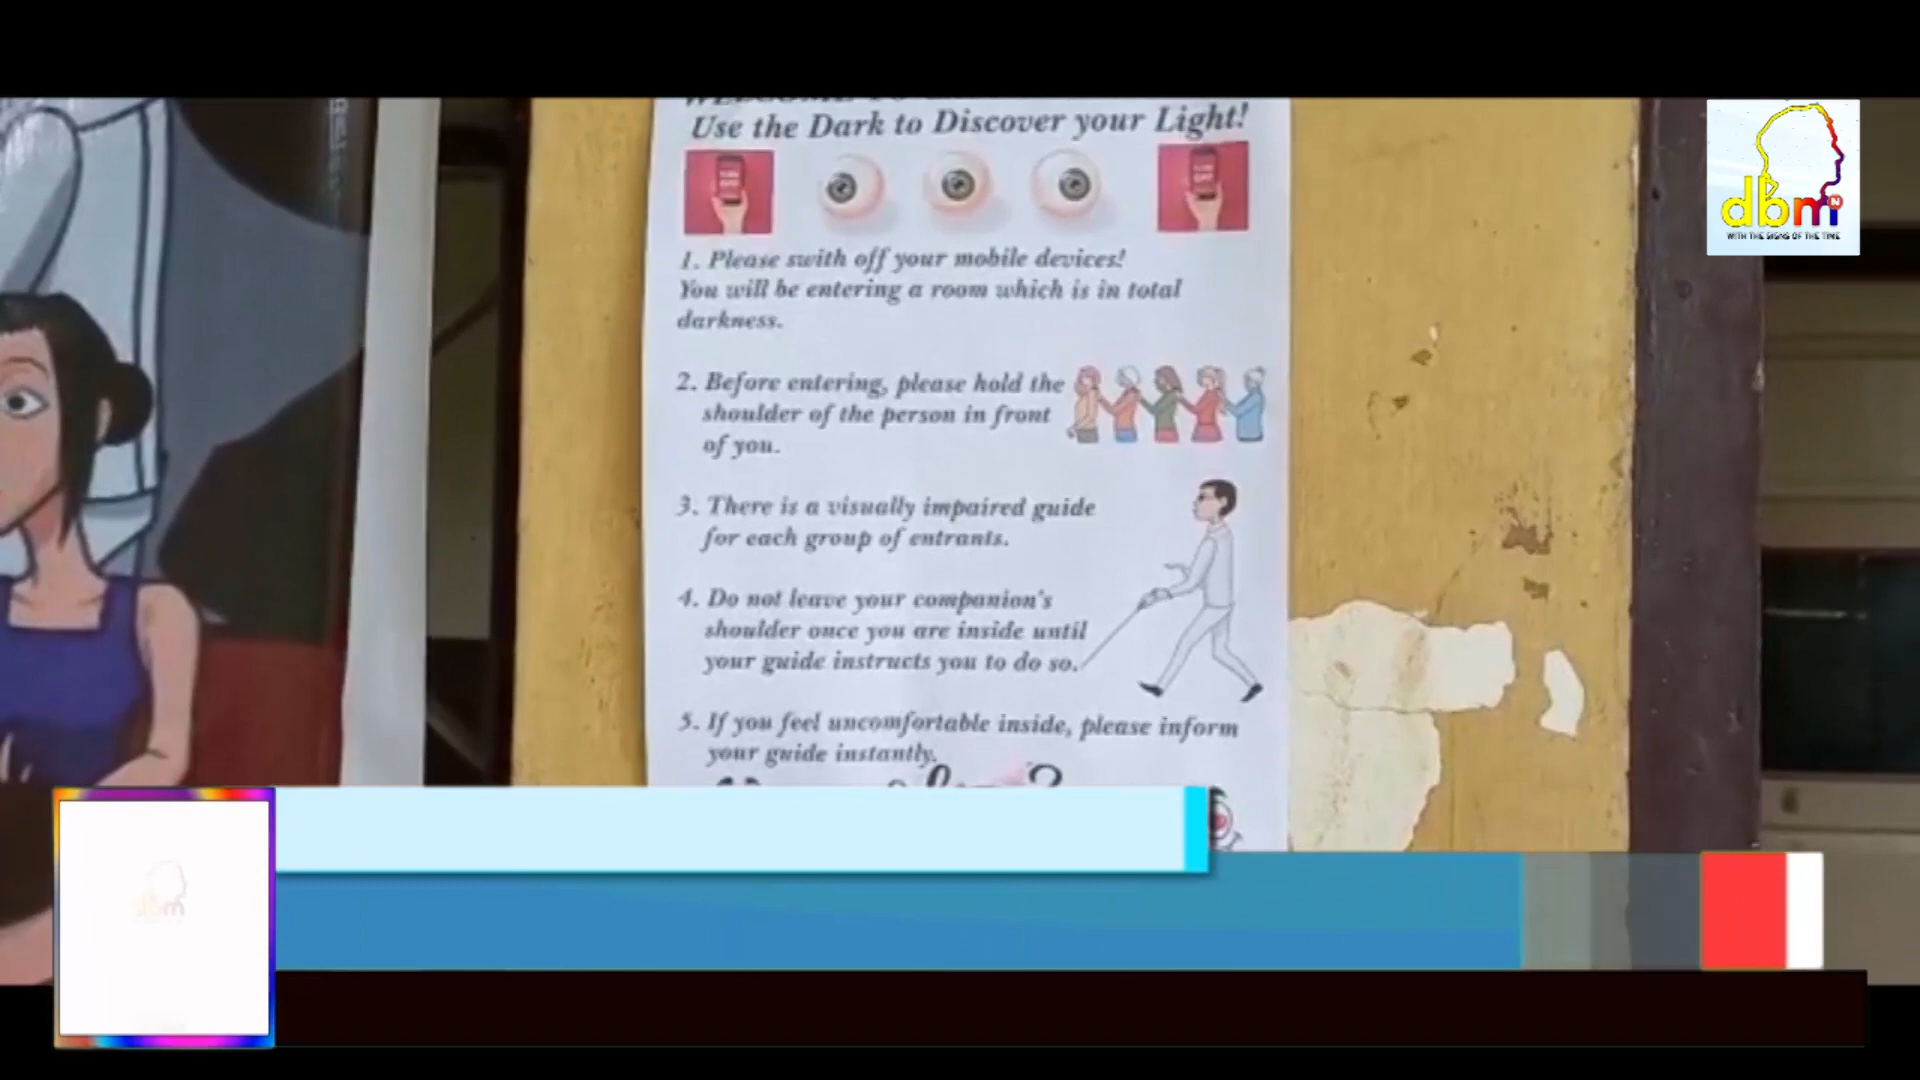 Use the Dark to Discover your Light!
1. Please swith off your mobile devices!
You will be entering a room which is in total
darkness.
2. Before entering, please hold the
shoulder of the person in front
of you.
3. There is a visually impaired guide
for each group of entrants.
4. Do not leave your companion's
shoulder once you are inside until
your guide instructs you to do so.
5. If you feel uncomfortable inside, please inform
your guide instantly.
dbm N
WITH THE SIGNS OF THE TIME
dbm